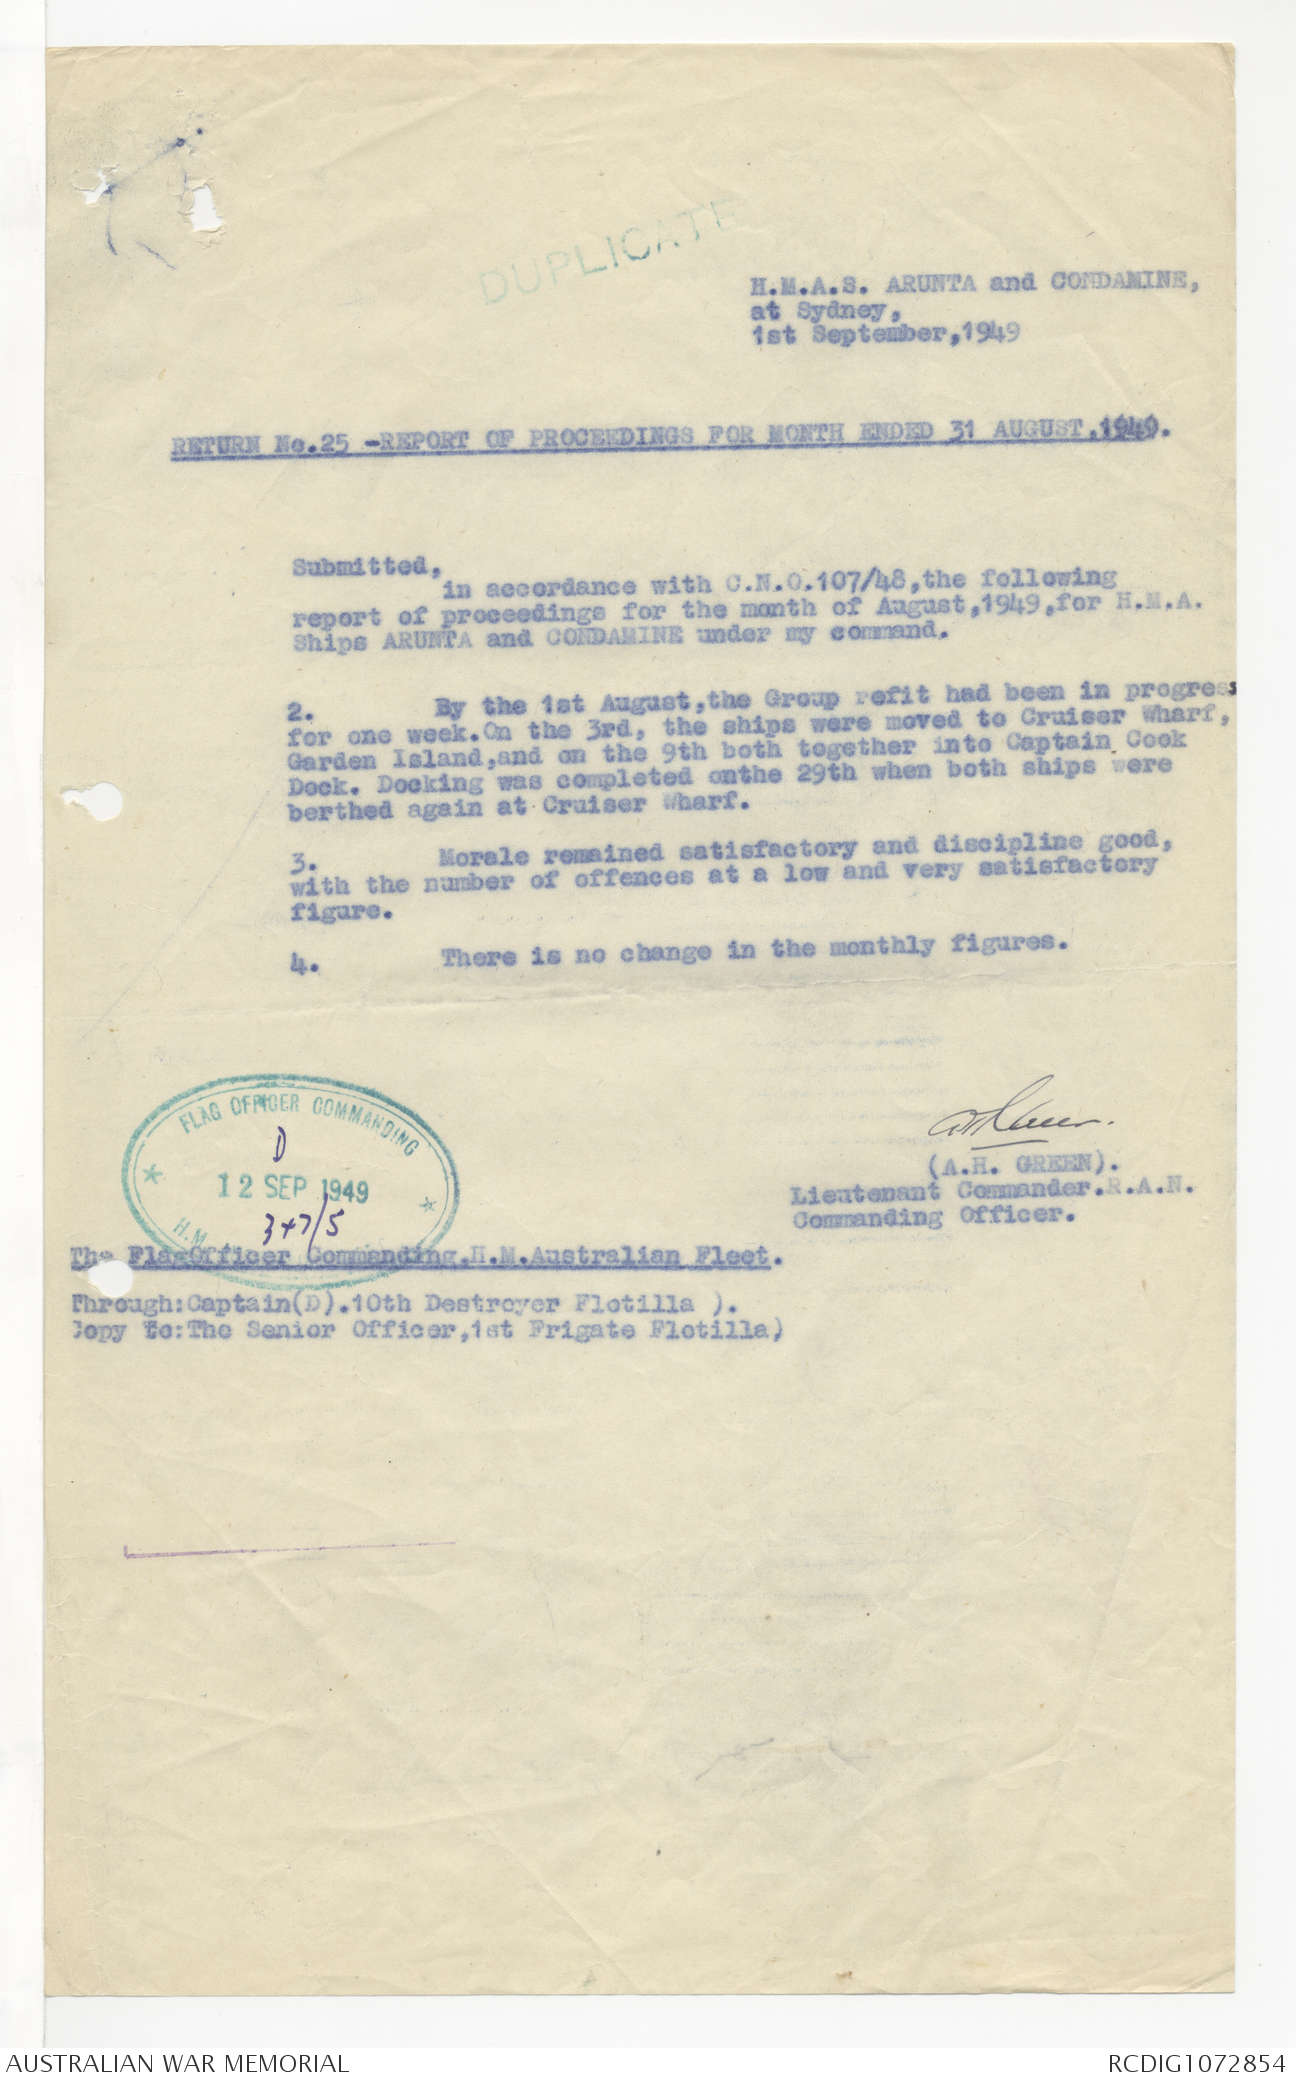 DUPLICATE
H.M.A.S. ARUNTA and CONDAMINE,
at Sydney,
1st September,1949
RETURN No.25 -REPORT OF PROCEEDINGS FOR MONTH ENDED 31 AUGUST,1949.
Submitted,
in accordance with C.N.O.107/48,the following
report of proceedings for the month of August,1949,for H.M.A.
Ships ARUNTA and CONDAMINE under my command.
2. By the 1st August,the Group refit had been in progress
for one week.On the 3rd, the ships were moved to Cruiser Wharf,
Garden Island,and on the 9th both together into Captain Cook
Dock. Docking was completed onthe 29th when both ships were
berthed again at Cruiser Wharf.
3. Morale remained satisfactory and discipline good,
with the number of offences at a low and very satisfactory
figure.
4. There is no change in the monthly figures.
FLAG OFFICER COMMANDING
D
12 SEP 1949
347/5
H.M.
(A.H. GREEN).
Lieutenant Commander.R.A.N.
Commanding Officer.
The FlagOfficer Commanding.H.M.Australian Fleet.
Through:Captain(D).10th Destroyer Flotilla ).
Copy to:The Senior Officer,1st Frigate Flotilla)
AUSTRALIAN WAR MEMORIAL
RCDIG1072854